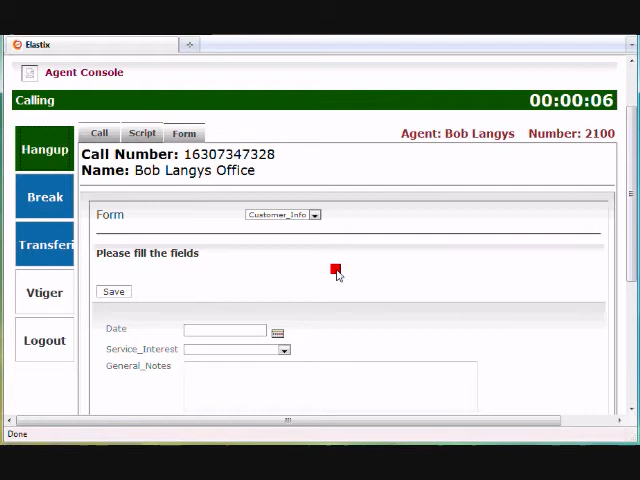 Elastix
Agent Console
Calling 00:00:06
Hangup
Break
Transferi
Vtiger
Logout
Call Script Form
Agent: Bob Langys Number: 2100
Call Number: 16307347328
Name: Bob Langys Office
Form Customer_Info
Please fill the fields
Save
Date
Service_Interest
General_Notes
Done